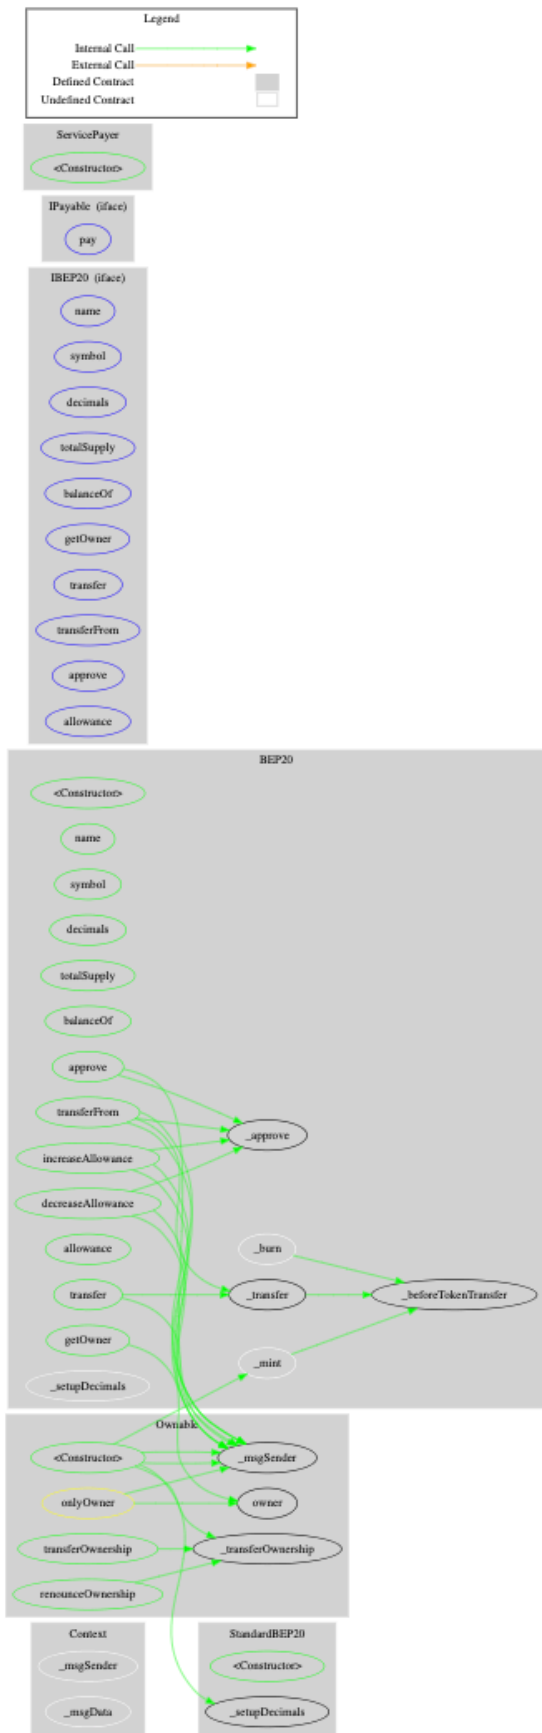 Legend
Internal Call
External Call
Defined Contract
Undefined Contract
ServicePayer
<Constructor>
IPayable (iface)
pay
IBEP20 (iface)
name
symbol
decimals
totalSupply
balanceOf
getOwner
transfer
transferFrom
approve
allowance
BEP20
<Constructor>
name
symbol
decimals
totalSupply
balanceOf
approve
transferFrom
_approve
increaseAllowance
decreaseAllowance
allowance
_burn
transfer
_transfer
_beforeTokenTransfer
getOwner
_mint
_setupDecimals
Ownable
<Constructor>
_msgSender
onlyOwner
owner
transferOwnership
_transferOwnership
renounceOwnership
Context
StandardBEP20
_msgSender
<Constructor>
_msgData
_setupDecimals